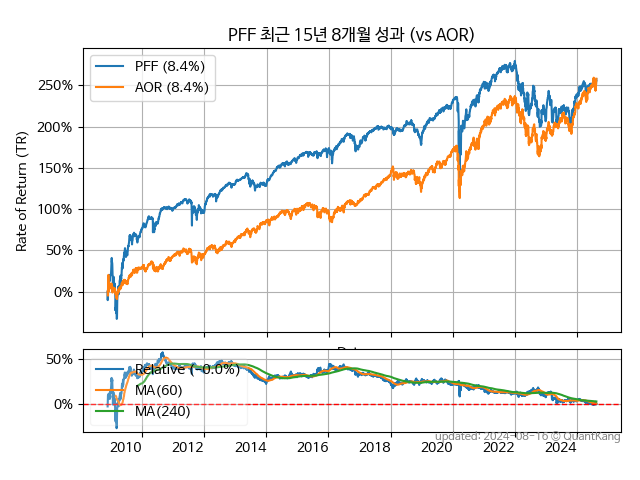 PFF 최근 15년 8개월 성과 (vs AOR)
PFF (8.4%)
AOR (8.4%)
Rate of Return (TR)
250%
200%
150%
100%
50%
0%
50%
0%
Relative (-0.0%)
MA(60)
MA(240)
2010 2012 2014 2016 2018 2020 2022 2024
updated: 2024-08-16 © QuantKang